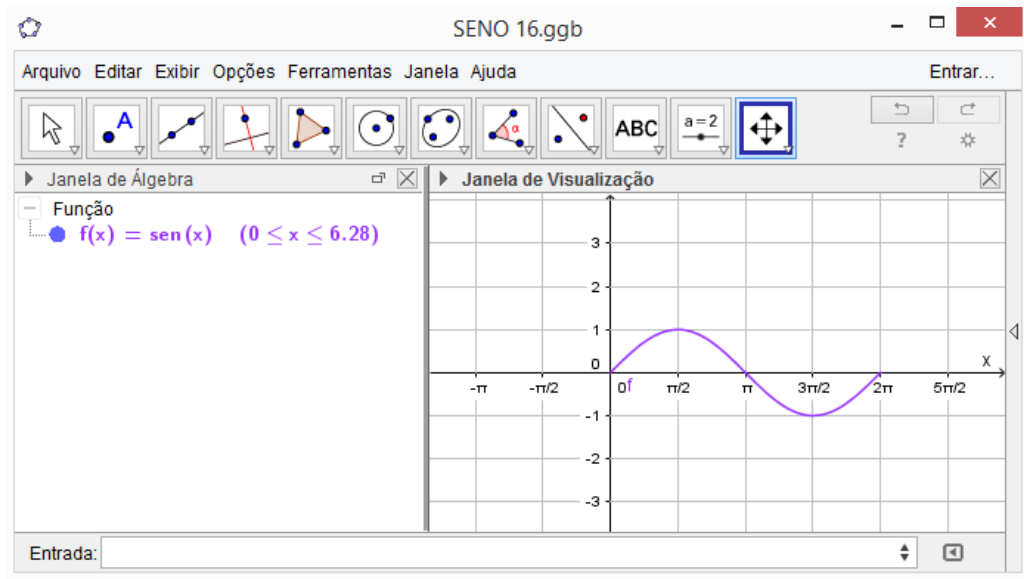 SENO 16.ggb
Arquivo Editar Exibir Opções Ferramentas Janela Ajuda
Entrar...
A
α
ABC
a = 2
?
Janela de Álgebra
Janela de Visualização
Função
f(x) = sen (x) (0 ≤ x ≤ 6.28)
3
2
1
0
x
-π -π/2 0 f π/2 π 3π/2 2π 5π/2
-1
-2
-3
Entrada: